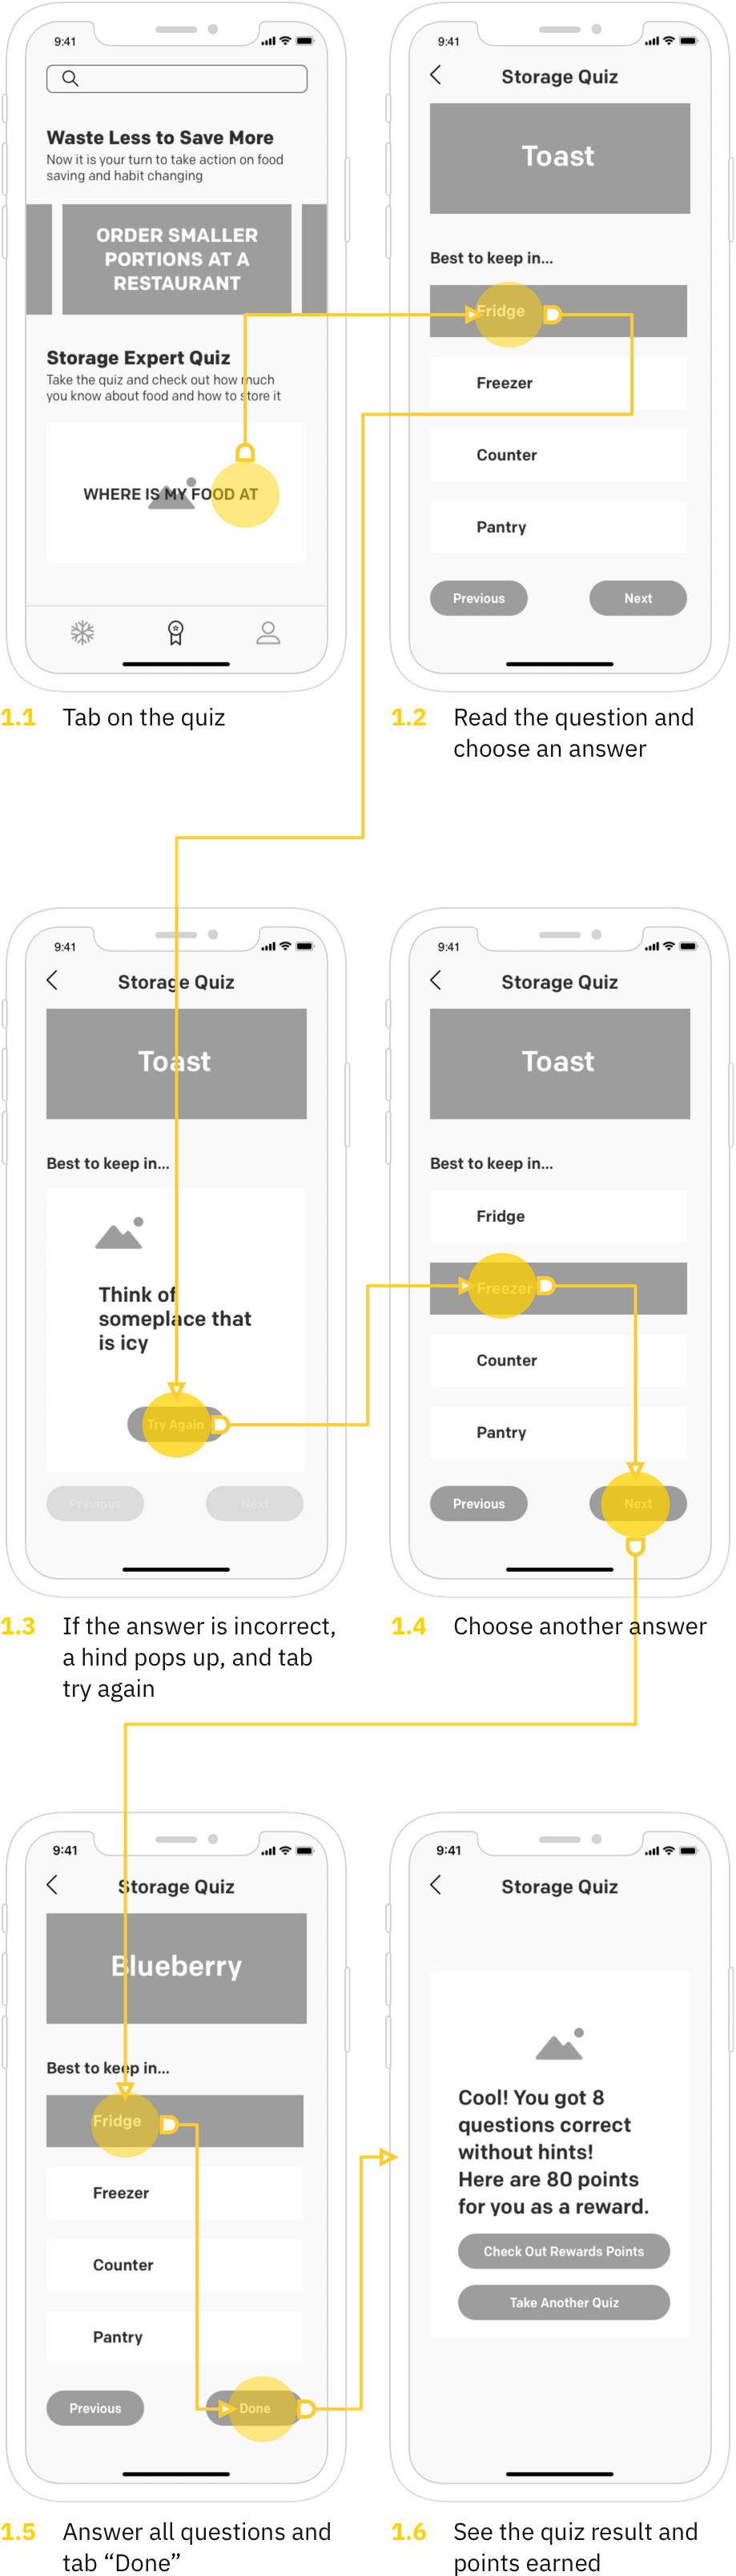 9:41
Waste Less to Save More
Now it is your turn to take action on food
saving and habit changing
ORDER SMALLER
PORTIONS AT A
RESTAURANT
Storage Expert Quiz
Take the quiz and check out how much
you know about food and how to store it
WHERE IS MY FOOD AT
1.1 Tab on the quiz
9:41
Storage Quiz
Toast
Best to keep in...
Fridge
Freezer
Counter
Pantry
Previous
Next
1.2 Read the question and
choose an answer
9:41
Storage Quiz
Toast
Best to keep in...
Think of
someplace that
is icy
Try Again
Previous
Next
1.3 If the answer is incorrect,
a hind pops up, and tab
try again
9:41
Storage Quiz
Toast
Best to keep in...
Fridge
Freezer
Counter
Pantry
Previous
Next
1.4 Choose another answer
9:41
Storage Quiz
Blueberry
Best to keep in...
Fridge
Freezer
Counter
Pantry
Previous
Done
1.5 Answer all questions and
tab “Done”
9:41
Storage Quiz
Cool! You got 8
questions correct
without hints!
Here are 80 points
for you as a reward.
Check Out Rewards Points
Take Another Quiz
1.6 See the quiz result and
points earned